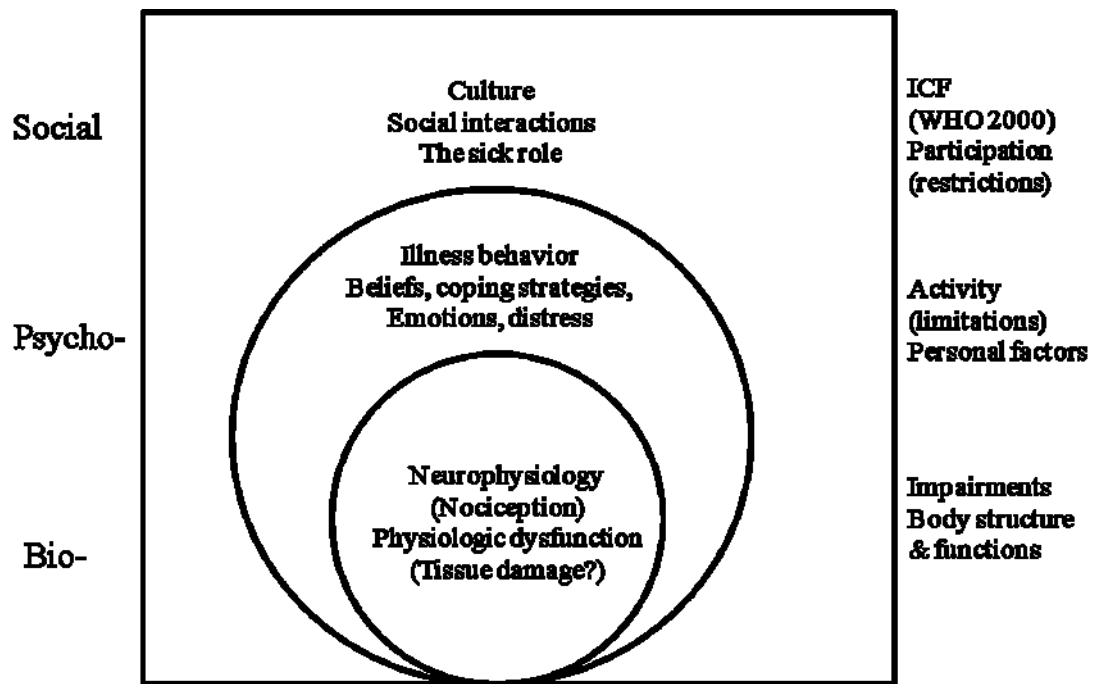 Social
Culture
Social interactions
The sick role
ICF
(WHO 2000)
Participation
(restrictions)
Psycho-
Illness behavior
Beliefs, coping strategies,
Emotions, distress
Activity
(limitations)
Personal factors
Bio-
Neurophysiology
(Nociception)
Physiologic dysfunction
(Tissue damage?)
Impairments
Body structure
& functions